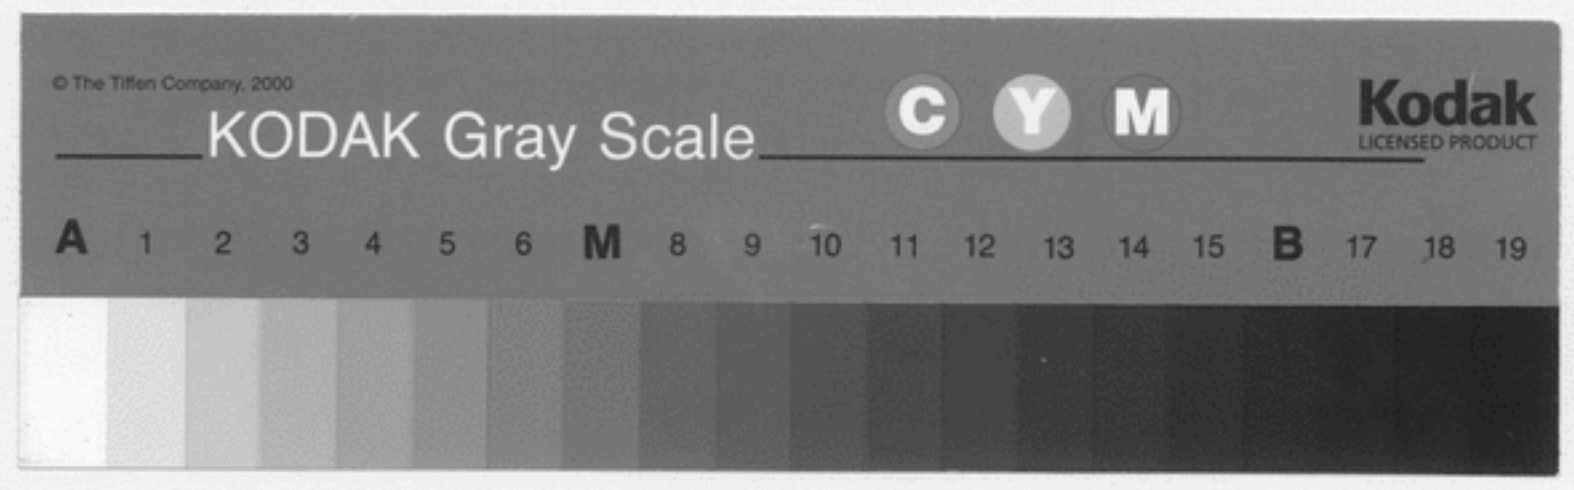 © The Tiffen Company, 2000
KODAK Gray Scale
C Y M
Kodak
LICENSED PRODUCT
A 1 2 3 4 5 6 M 8 9 10 11 12 13 14 15 B 17 18 19